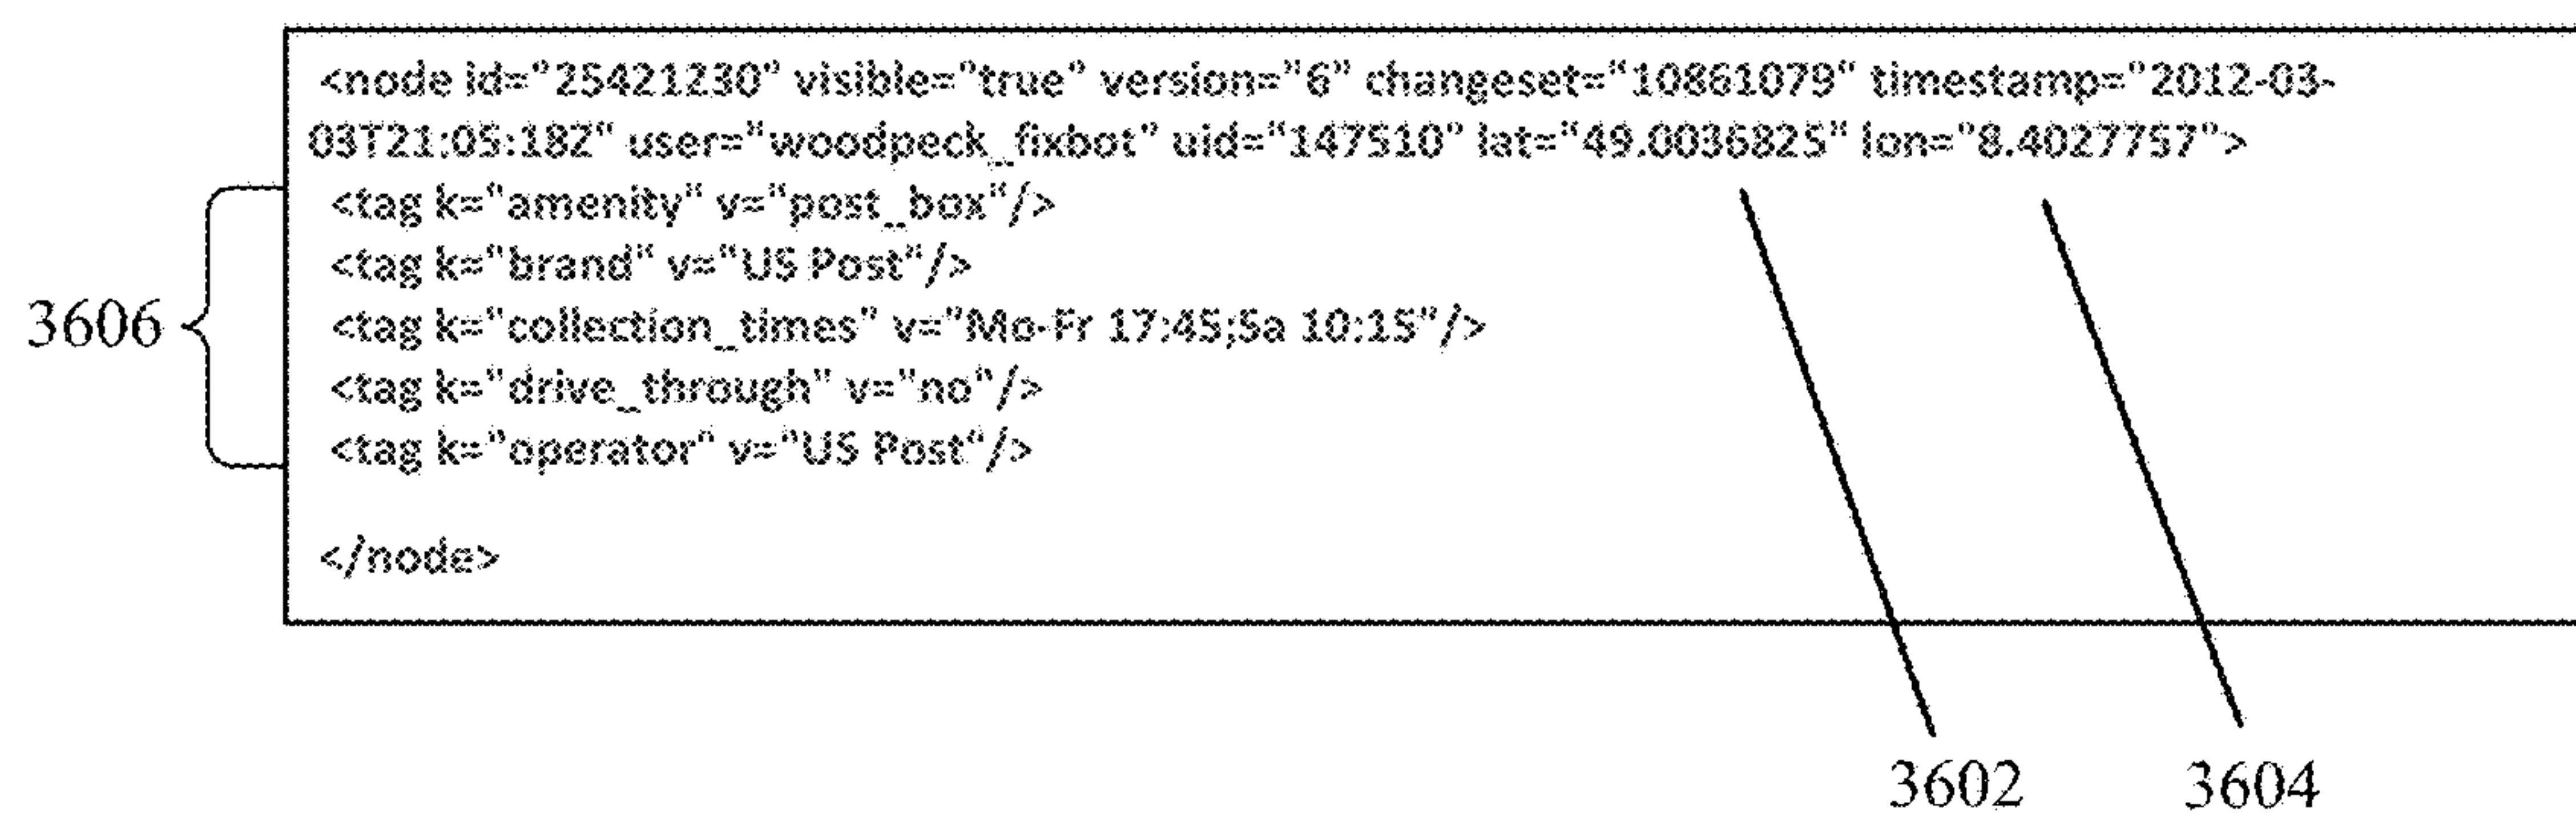 <node id="25421230" visible="true" version="6" changeset="10861079" timestamp="2012-03-
03T21:05:18Z" user="woodpeck_fixbot" uid="147510" lat="49.0036825" lon="8.4027757">
<tag k="amenity" v="post_box"/>
<tag k="brand" v="US Post"/>
3606
<tag k="collection_times" v="Mo-Fr 17:45;Sa 10:15"/>
<tag k="drive_through" v="no"/>
<tag k="operator" v="US Post"/>
</node>
3602 3604